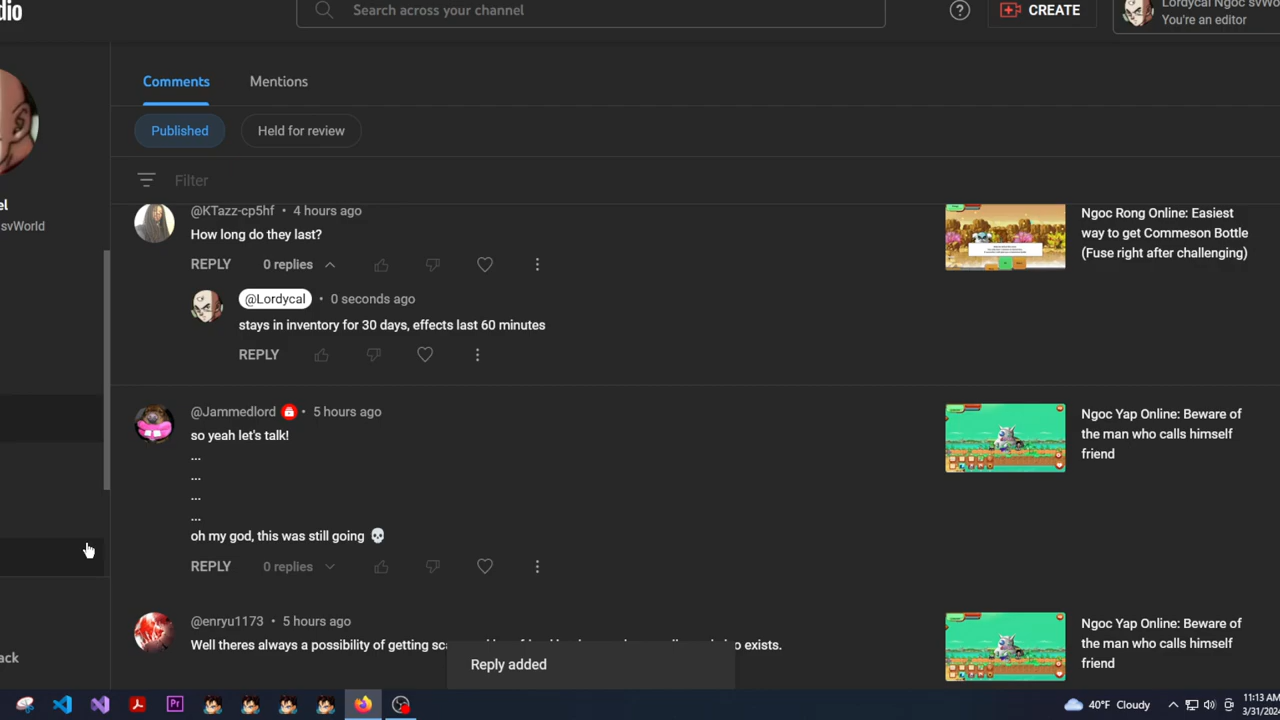 dio
Search across your channel
?
CREATE
Lordycal Ngoc svWorld
You're an editor
Comments
Mentions
Published
Held for review
el
svWorld
Filter
@KTazz-cp5hf • 4 hours ago
How long do they last?
REPLY 0 replies
Ngoc Rong Online: Easiest
way to get Commeson Bottle
(Fuse right after challenging)
@Lordycal • 0 seconds ago
stays in inventory for 30 days, effects last 60 minutes
REPLY
@Jammedlord • 5 hours ago
so yeah let's talk!
...
...
...
...
oh my god, this was still going 💀
REPLY 0 replies
Ngoc Yap Online: Beware of
the man who calls himself
friend
@enryu1173 • 5 hours ago
Well theres always a possibility of getting sca
o exists.
Ngoc Yap Online: Beware of
the man who calls himself
friend
ack
Reply added
Pr
40°F Cloudy
11:13 AM
3/31/202